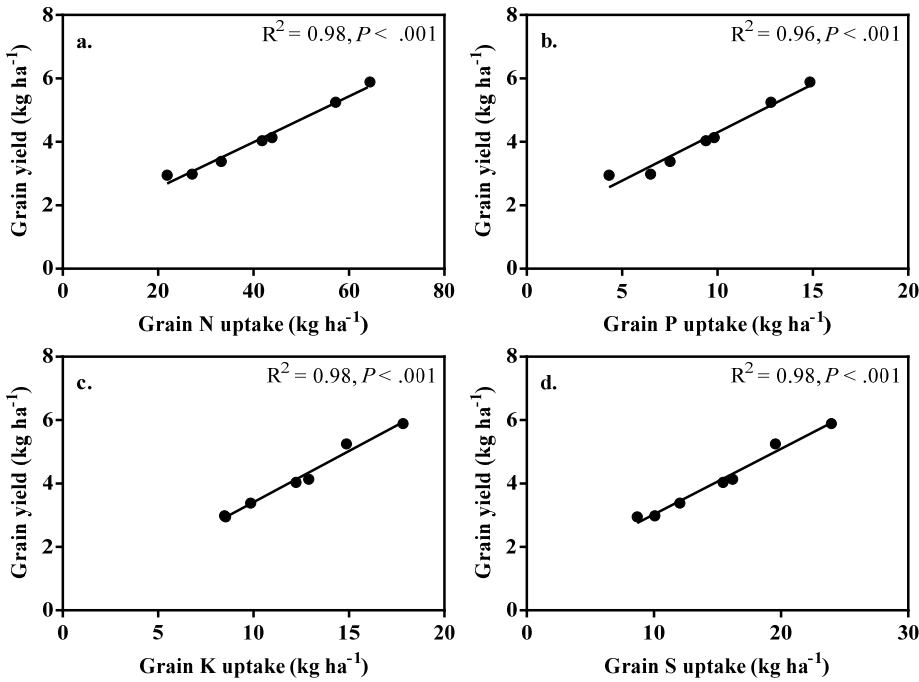 a.
R² = 0.98, P < .001
Grain yield (kg ha⁻¹)
8
6
4
2
0
0 20 40 60 80
Grain N uptake (kg ha⁻¹)
b.
R² = 0.96, P < .001
Grain yield (kg ha⁻¹)
8
6
4
2
0
0 5 10 15 20
Grain P uptake (kg ha⁻¹)
c.
R² = 0.98, P < .001
Grain yield (kg ha⁻¹)
8
6
4
2
0
0 5 10 15 20
Grain K uptake (kg ha⁻¹)
d.
R² = 0.98, P < .001
Grain yield (kg ha⁻¹)
8
6
4
2
0
0 10 20 30
Grain S uptake (kg ha⁻¹)